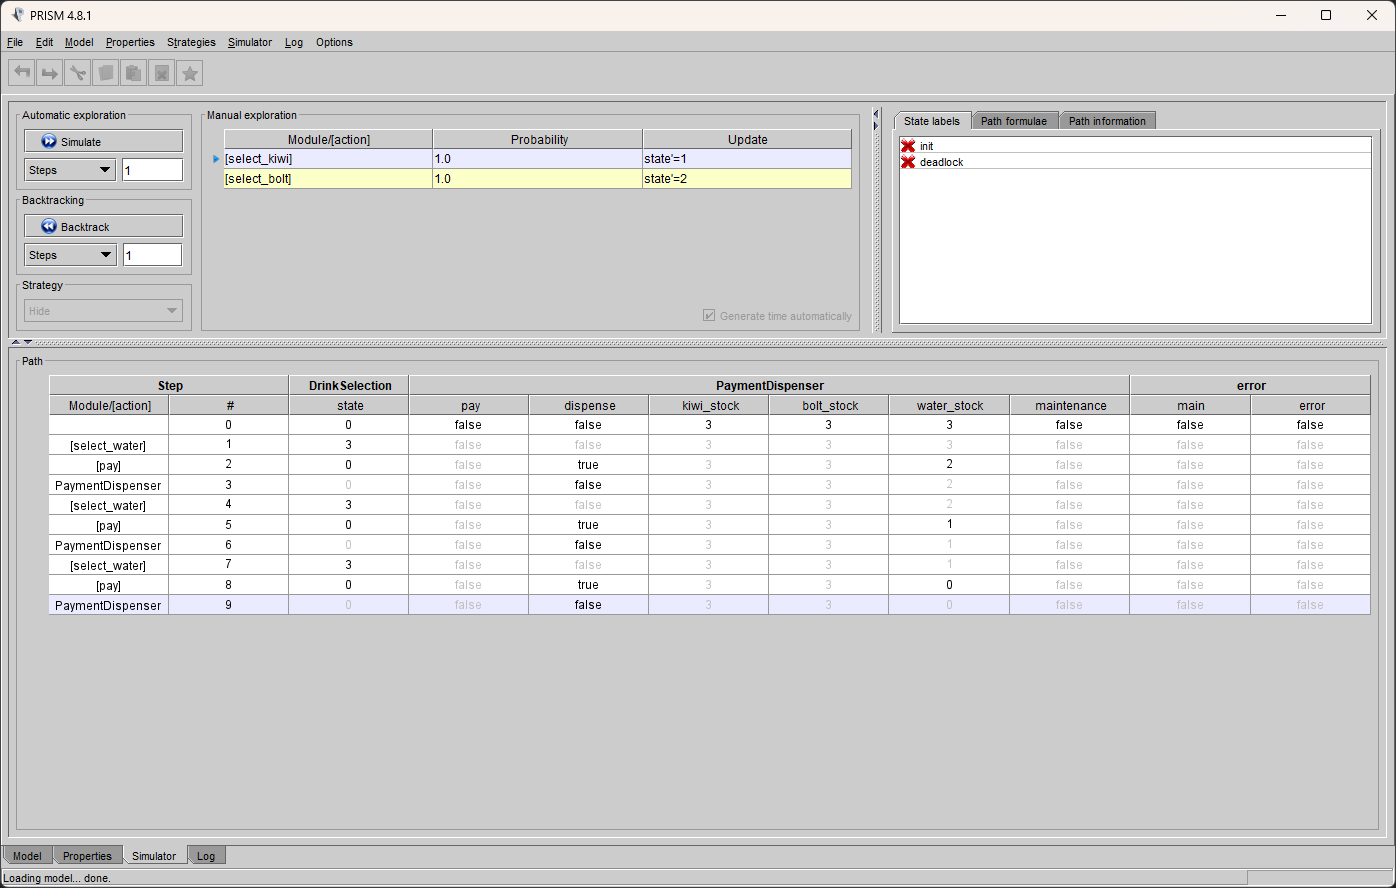 PRISM 4.8.1
File Edit Model Properties Strategies Simulator Log Options
Automatic exploration
Simulate
Steps 1
Backtracking
Backtrack
Steps 1
Strategy
Hide
Manual exploration
Module/[action] Probability Update
[select_kiwi] 1.0 state'=1
[select_bolt] 1.0 state'=2
Generate time automatically
State labels Path formulae Path information
init
deadlock
Path
Step DrinkSelection PaymentDispenser error
Module/[action] # state pay dispense kiwi_stock bolt_stock water_stock maintenance main error
0 0 false false 3 3 3 false false false
[select_water] 1 3 false false 3 3 3 false false false
[pay] 2 0 false true 3 3 2 false false false
PaymentDispenser 3 0 false false 3 3 2 false false false
[select_water] 4 3 false false 3 3 2 false false false
[pay] 5 0 false true 3 3 1 false false false
PaymentDispenser 6 0 false false 3 3 1 false false false
[select_water] 7 3 false false 3 3 1 false false false
[pay] 8 0 false true 3 3 0 false false false
PaymentDispenser 9 0 false false 3 3 0 false false false
Model Properties Simulator Log
Loading model... done.